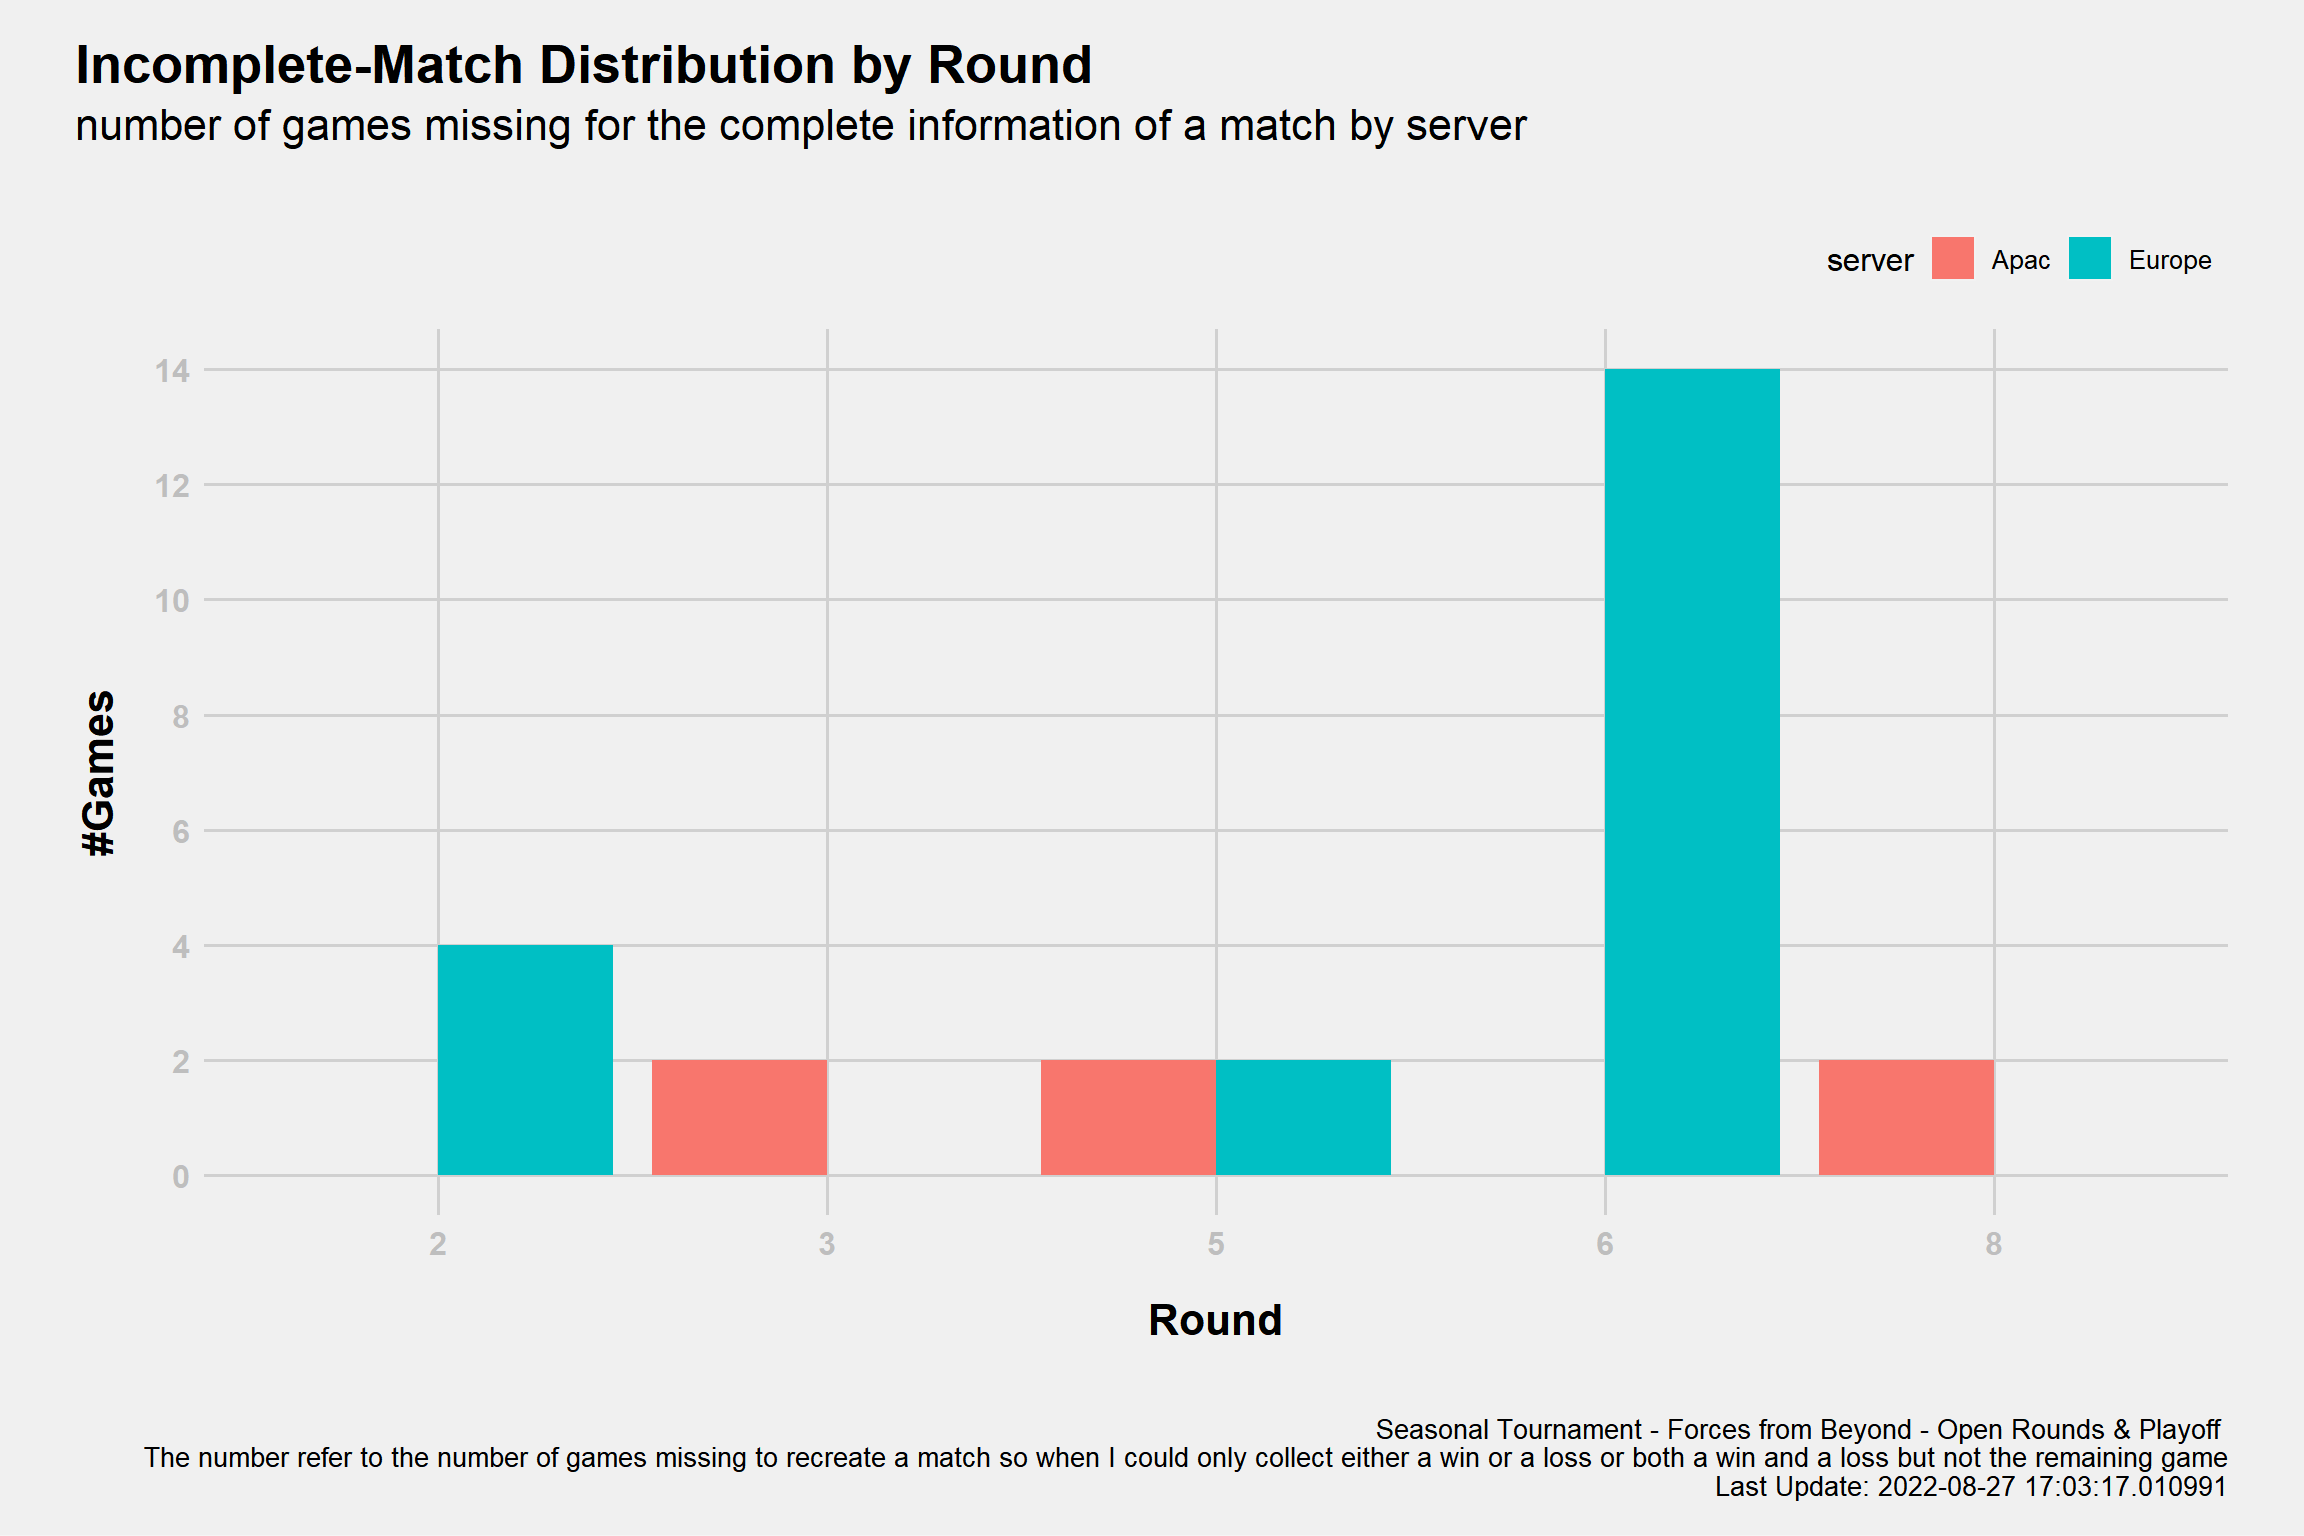 Incomplete-Match Distribution by Round
number of games missing for the complete information of a match by server
server Apac Europe
14
12
10
8
6
4
2
0
#Games
2 3 5 6 8
Round
Seasonal Tournament - Forces from Beyond - Open Rounds & Playoff
The number refer to the number of games missing to recreate a match so when I could only collect either a win or a loss or both a win and a loss but not the remaining game
Last Update: 2022-08-27 17:03:17.010991